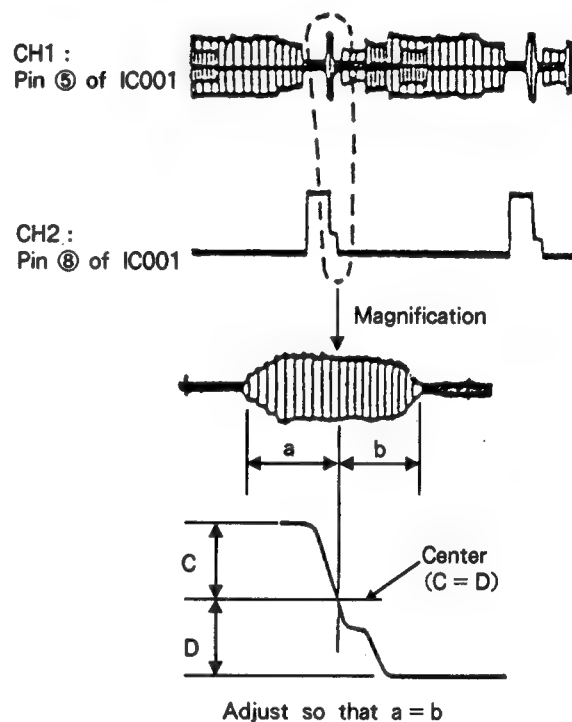 CH1 :
Pin ⑤ of IC001
CH2 :
Pin ⑧ of IC001
Magnification
a
b
C
Center
(C = D)
D
Adjust so that a = b